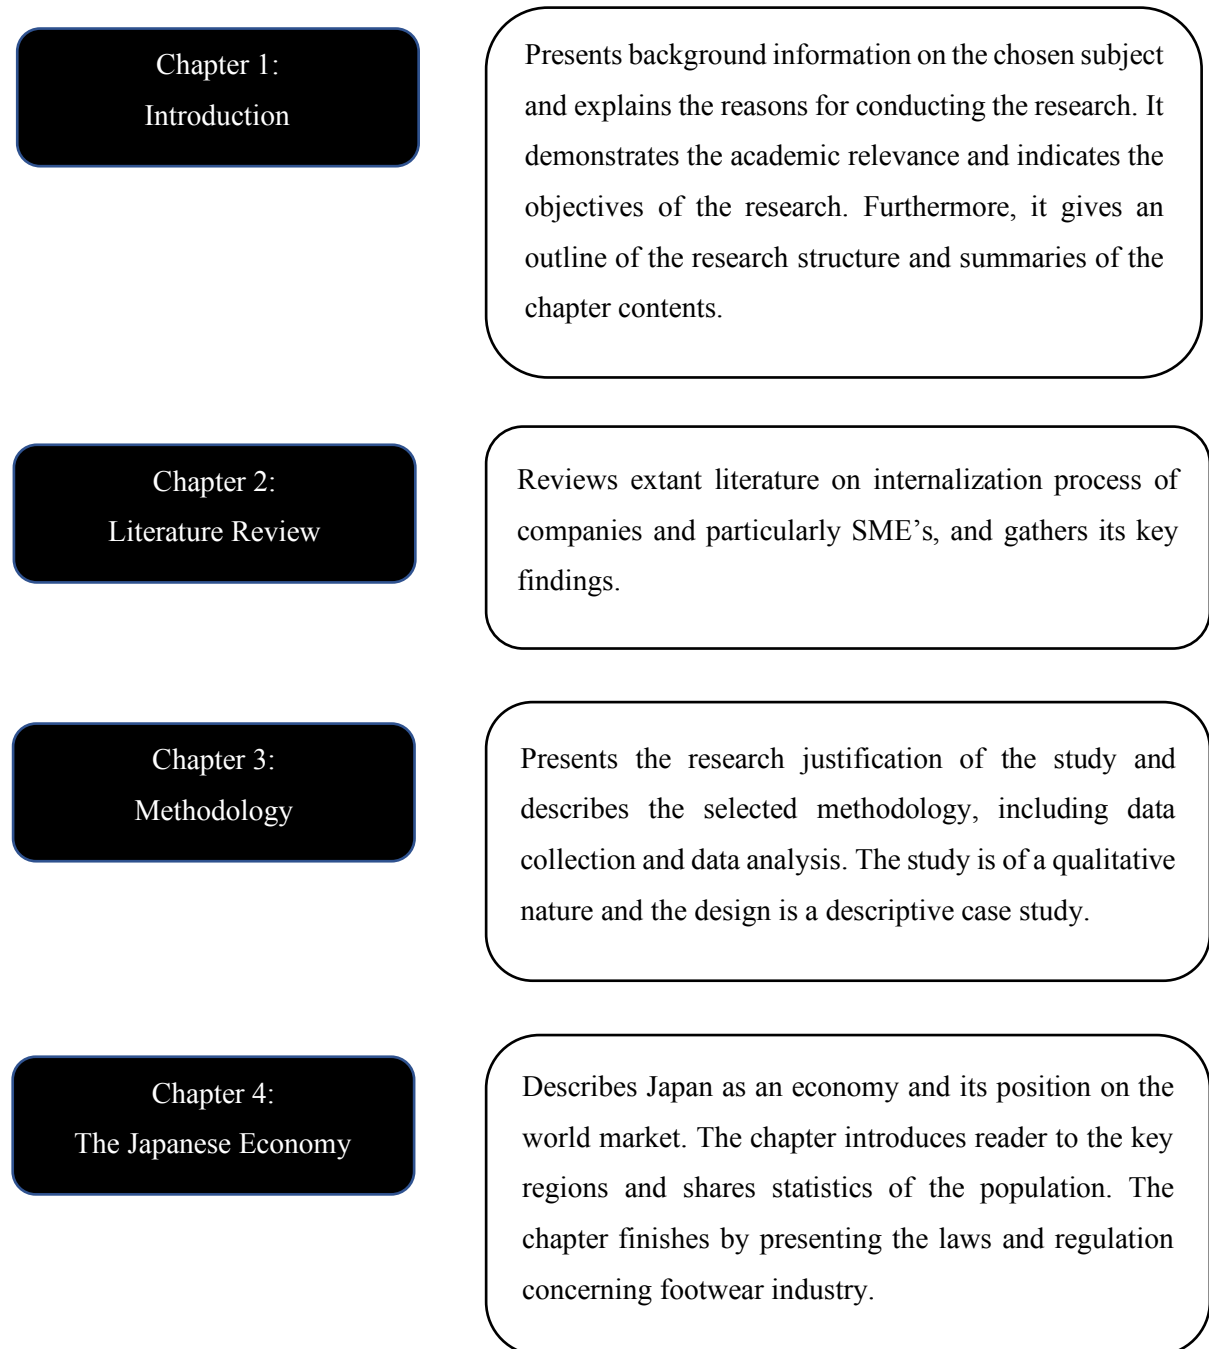 Chapter 1:
Introduction
Presents background information on the chosen subject
and explains the reasons for conducting the research. It
demonstrates the academic relevance and indicates the
objectives of the research. Furthermore, it gives an
outline of the research structure and summaries of the
chapter contents.
Chapter 2:
Literature Review
Reviews extant literature on internalization process of
companies and particularly SME’s, and gathers its key
findings.
Chapter 3:
Methodology
Presents the research justification of the study and
describes the selected methodology, including data
collection and data analysis. The study is of a qualitative
nature and the design is a descriptive case study.
Chapter 4:
The Japanese Economy
Describes Japan as an economy and its position on the
world market. The chapter introduces reader to the key
regions and shares statistics of the population. The
chapter finishes by presenting the laws and regulation
concerning footwear industry.